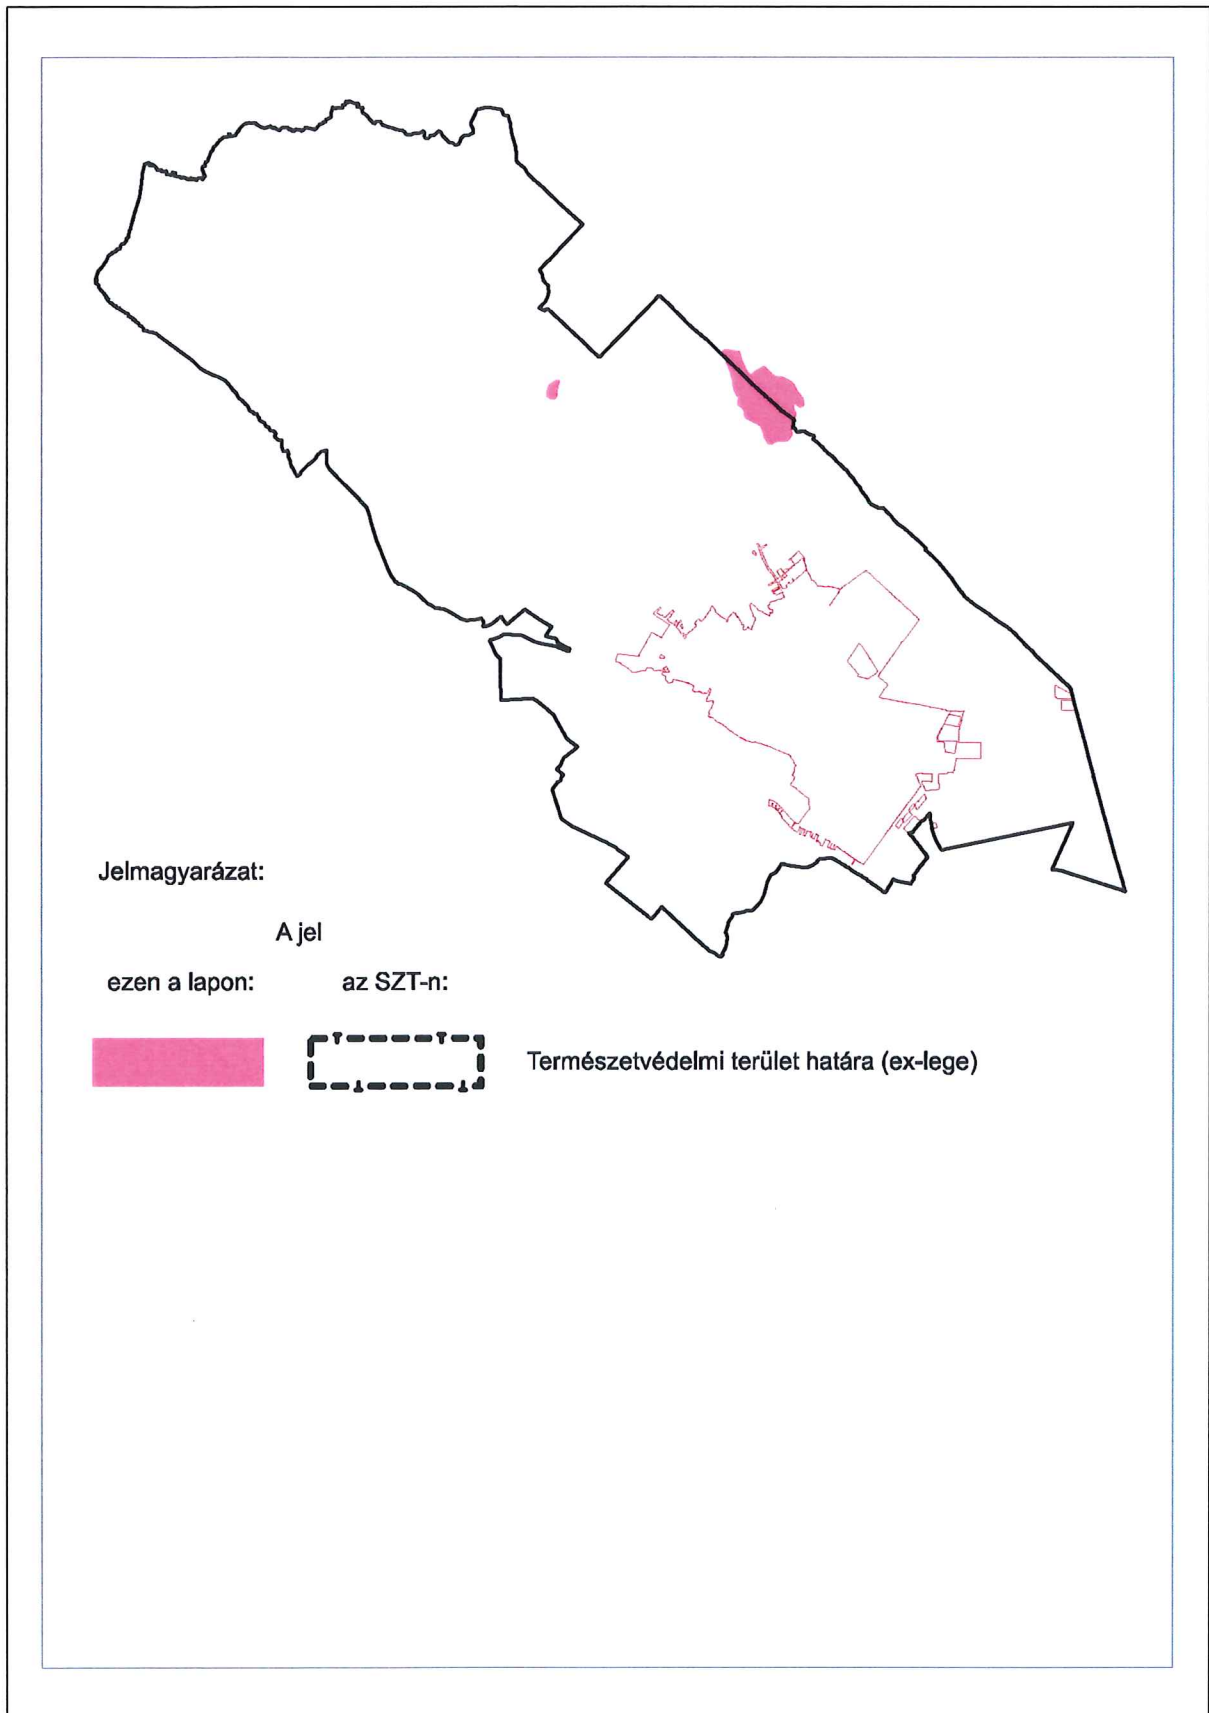 Jelmagyarázat:
A jel
ezen a lapon: az SZT-n:
Természetvédelmi terület határa (ex-lege)